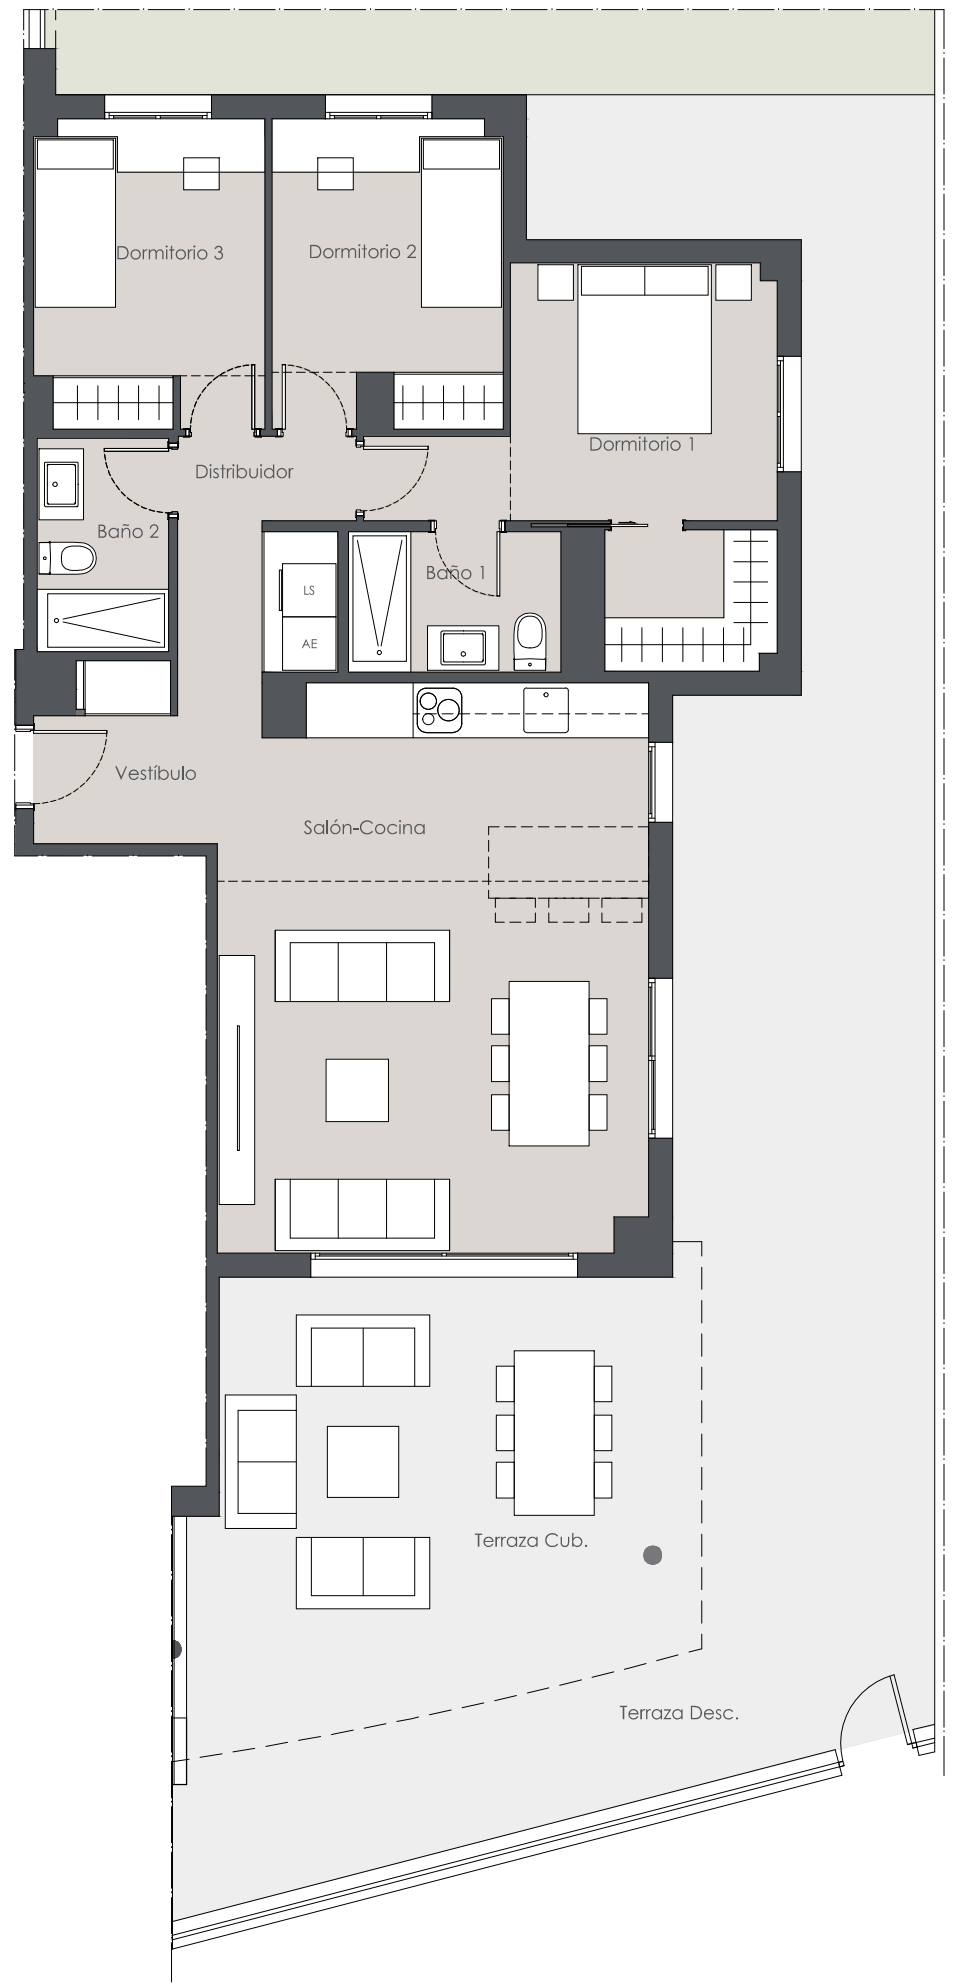 Dormitorio 3
Dormitorio 2
Dormitorio 1
Distribuidor
Baño 2
Baño 1
LS
AE
Vestíbulo
Salón-Cocina
Terraza Cub.
Terraza Desc.